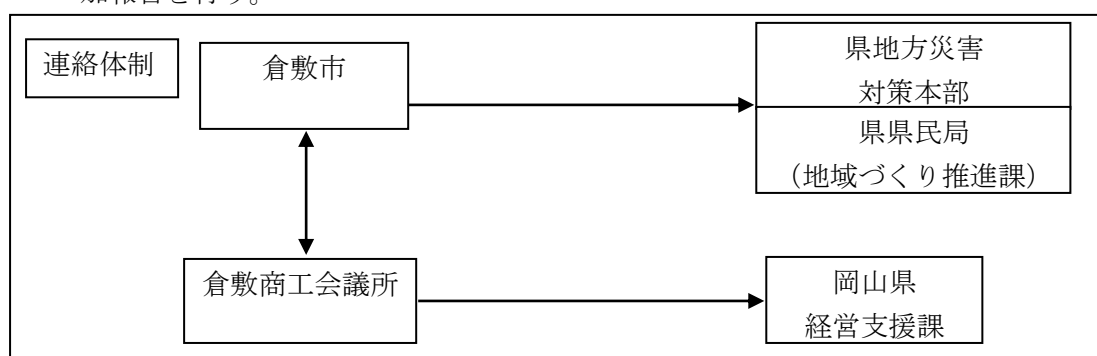 加報告を行う。
連絡体制
倉敷市
県地方災害
対策本部
県県民局
(地域づくり推進課)
倉敷商工会議所
岡山県
経営支援課